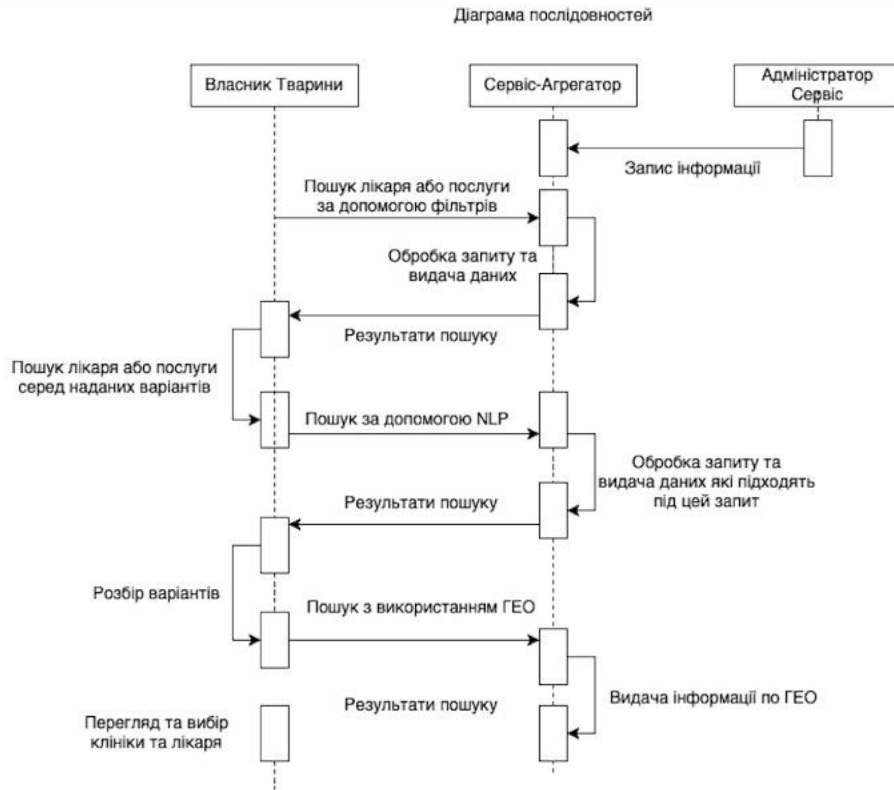 Діаграма послідовностей
Власник Тварини
Сервіс-Агрегатор
Адміністратор
Сервіс
Запис інформації
Пошук лікаря або послуги
за допомогою фільтрів
Обробка запиту та
видача даних
Результати пошуку
Пошук лікаря або послуги
серед наданих варіантів
Пошук за допомогою NLP
Обробка запиту та
видача даних які підходять
під цей запит
Результати пошуку
Розбір варіантів
Пошук з використанням ГЕО
Видача інформації по ГЕО
Результати пошуку
Перегляд та вибір
клініки та лікаря